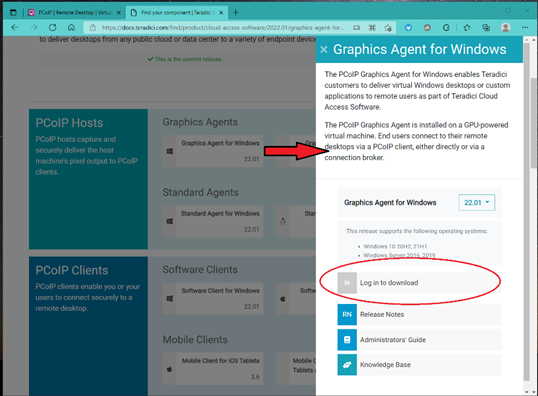 PCoIP | Remote Desktop | Virtual
Find your component | Teradici
https://docs.teradici.com/find/product/cloud-access-software/2022.01/graphics-agent-for...
to deliver desktops from any public cloud or data center to a variety of endpoint devices
This is the current release.
PCoIP Hosts
PCoIP hosts capture and
securely deliver the host
machine's pixel output to PCoIP
clients.
Graphics Agents
Graphics Agent for Windows
22.01
Standard Agents
Standard Agent for Windows
22.01
PCoIP Clients
PCoIP clients enable you or your
users to connect securely to a
remote desktop.
Software Clients
Software Client for Windows
22.01
Mobile Clients
Mobile Client for iOS Tablets
3.6
Mobile
Tablets
× Graphics Agent for Windows
The PCoIP Graphics Agent for Windows enables Teradici
customers to deliver virtual Windows desktops or custom
applications to remote users as part of Teradici Cloud
Access Software.
The PCoIP Graphics Agent is installed on a GPU-powered
virtual machine. End users connect to their remote
desktops via a PCoIP client, either directly or via a
connection broker.
Graphics Agent for Windows
22.01
This release supports the following operating systems:
• Windows 10 20H2, 21H1
• Windows Server 2016, 2019
» Log in to download
RN Release Notes
Administrators' Guide
Knowledge Base